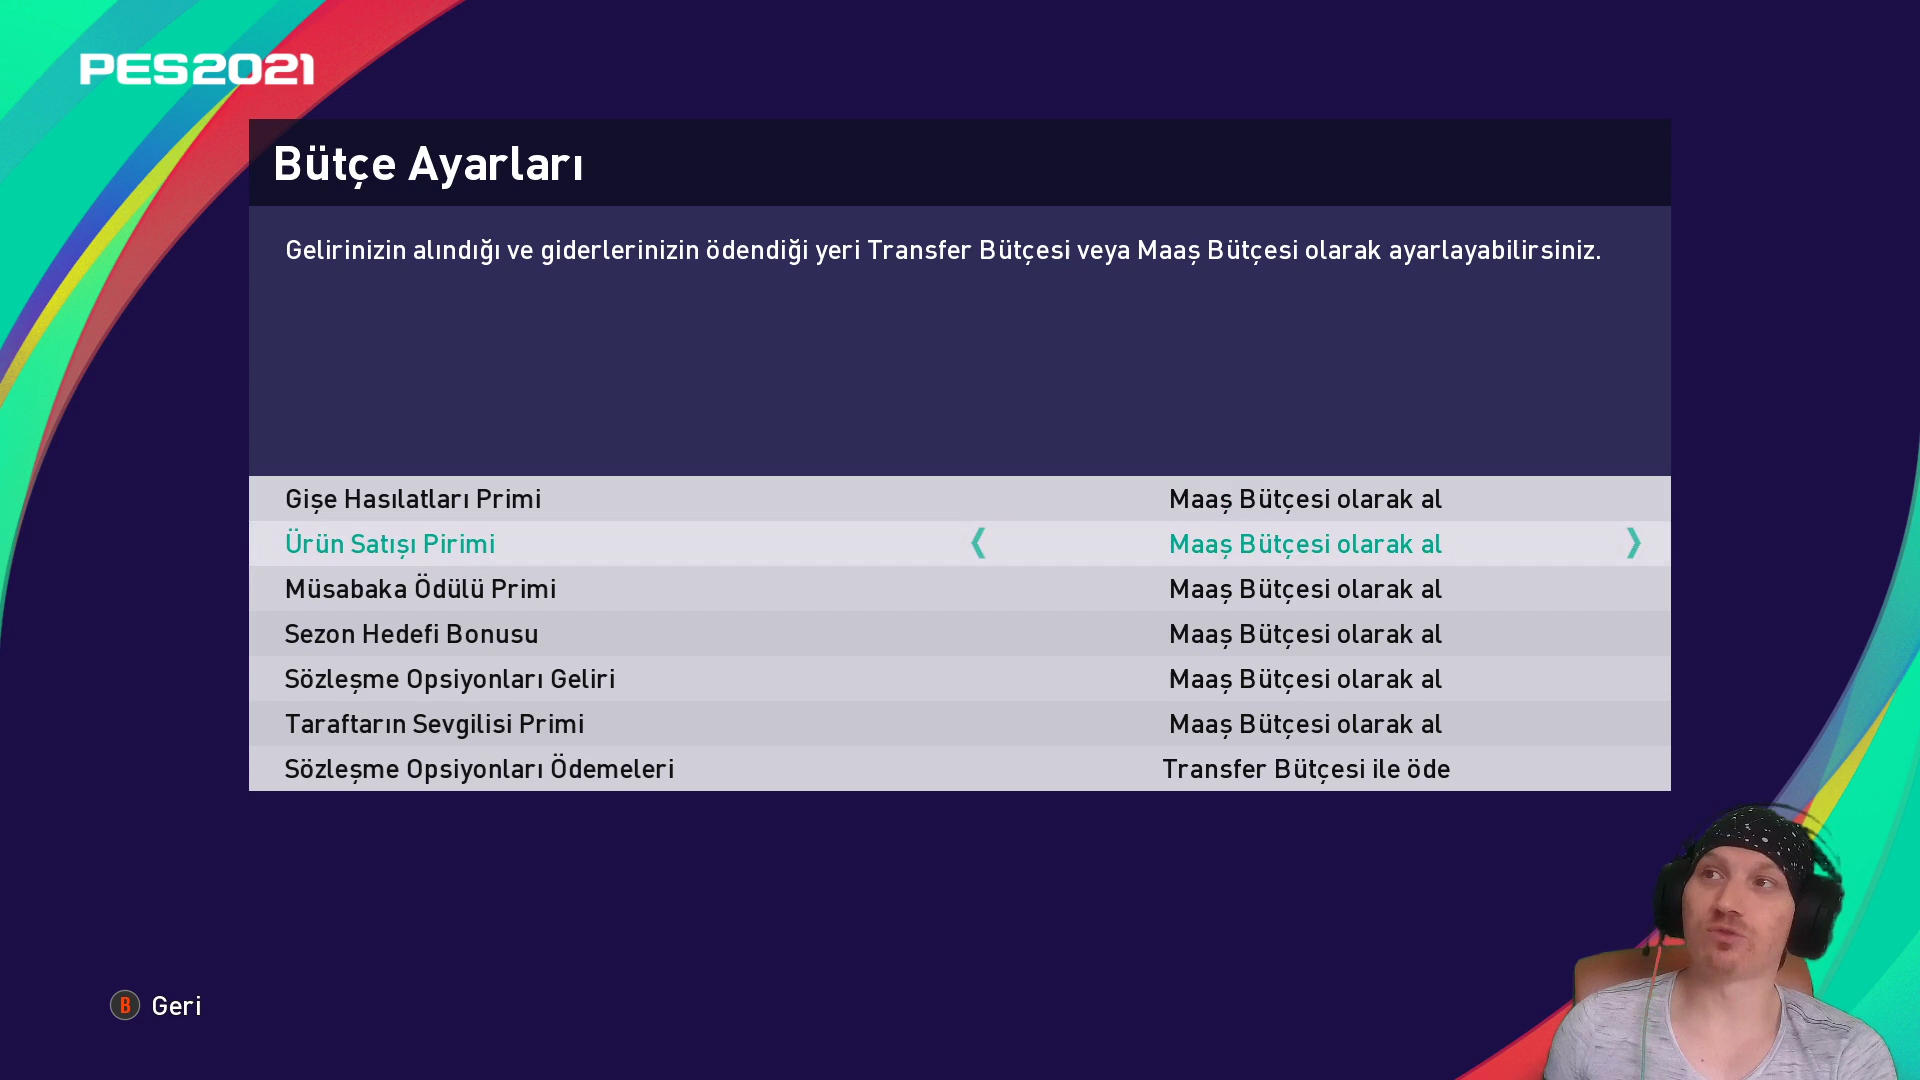 PES2021
Bütçe Ayarları
Gelirinizin alındığı ve giderlerinizin ödendiği yeri Transfer Bütçesi veya Maaş Bütçesi olarak ayarlayabilirsiniz.
Gişe Hasılatları Primi Maaş Bütçesi olarak al
Ürün Satışı Pirimi Maaş Bütçesi olarak al
Müsabaka Ödülü Primi Maaş Bütçesi olarak al
Sezon Hedefi Bonusu Maaş Bütçesi olarak al
Sözleşme Opsiyonları Geliri Maaş Bütçesi olarak al
Taraftarın Sevgilisi Primi Maaş Bütçesi olarak al
Sözleşme Opsiyonları Ödemeleri Transfer Bütçesi ile öde
B Geri